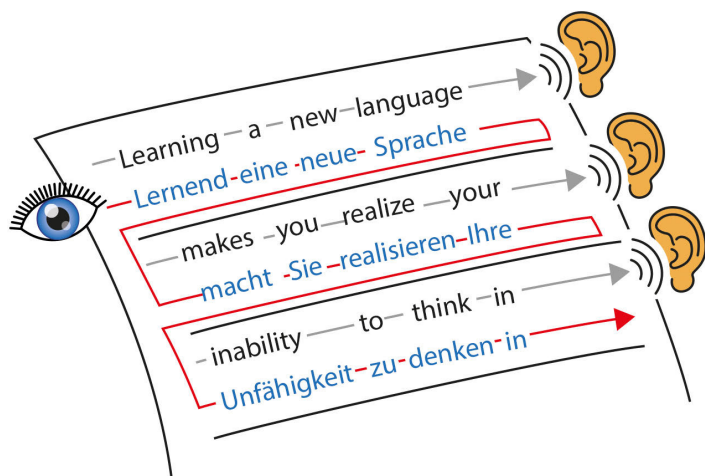 Learning a new language
Lernend eine neue Sprache
makes you realize your
macht Sie realisieren Ihre
inability to think in
Unfähigkeit zu denken in